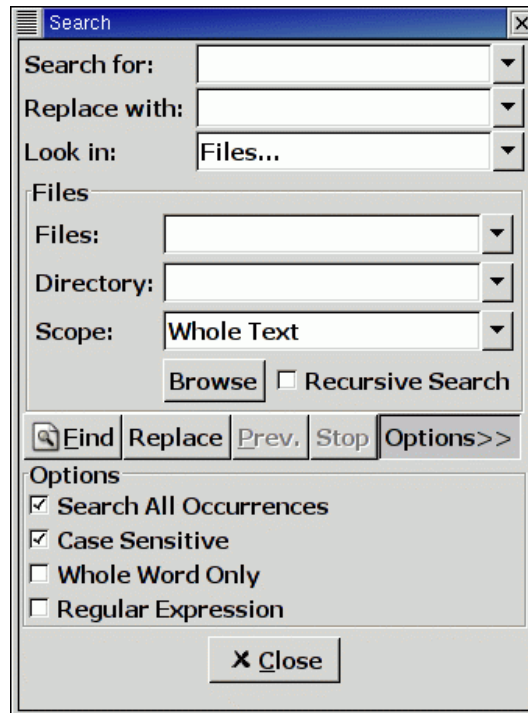 Search
Search for:
Replace with:
Look in: Files...
Files
Files:
Directory:
Scope: Whole Text
Browse Recursive Search
Find Replace Prev. Stop Options>>
Options
Search All Occurrences
Case Sensitive
Whole Word Only
Regular Expression
Close